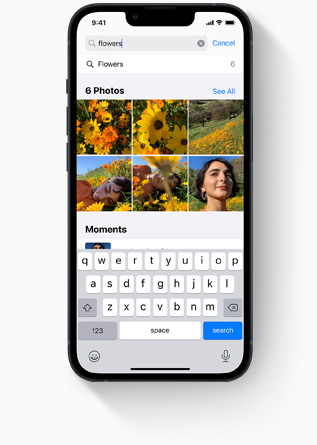 9:41
flowers
Cancel
Flowers
6
6 Photos
See All
Moments
q w e r t y u i o p
a s d f g h j k l
z x c v b n m
123
space
search